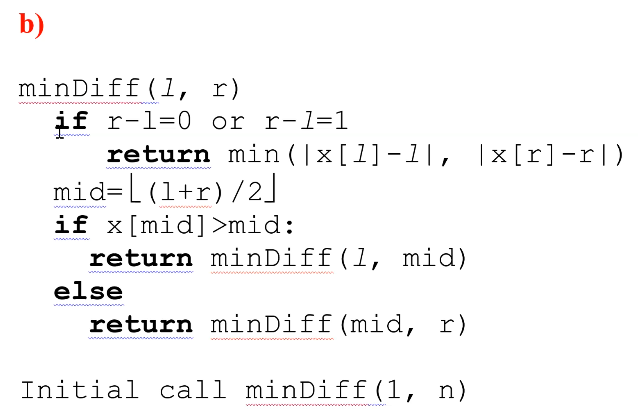 b)
minDiff(l, r)
if r-l=0 or r-l=1
return min(|x[l]-l|, |x[r]-r|)
mid=⌊(l+r)/2⌋
if x[mid]>mid:
return minDiff(l, mid)
else
return minDiff(mid, r)
Initial call minDiff(1, n)